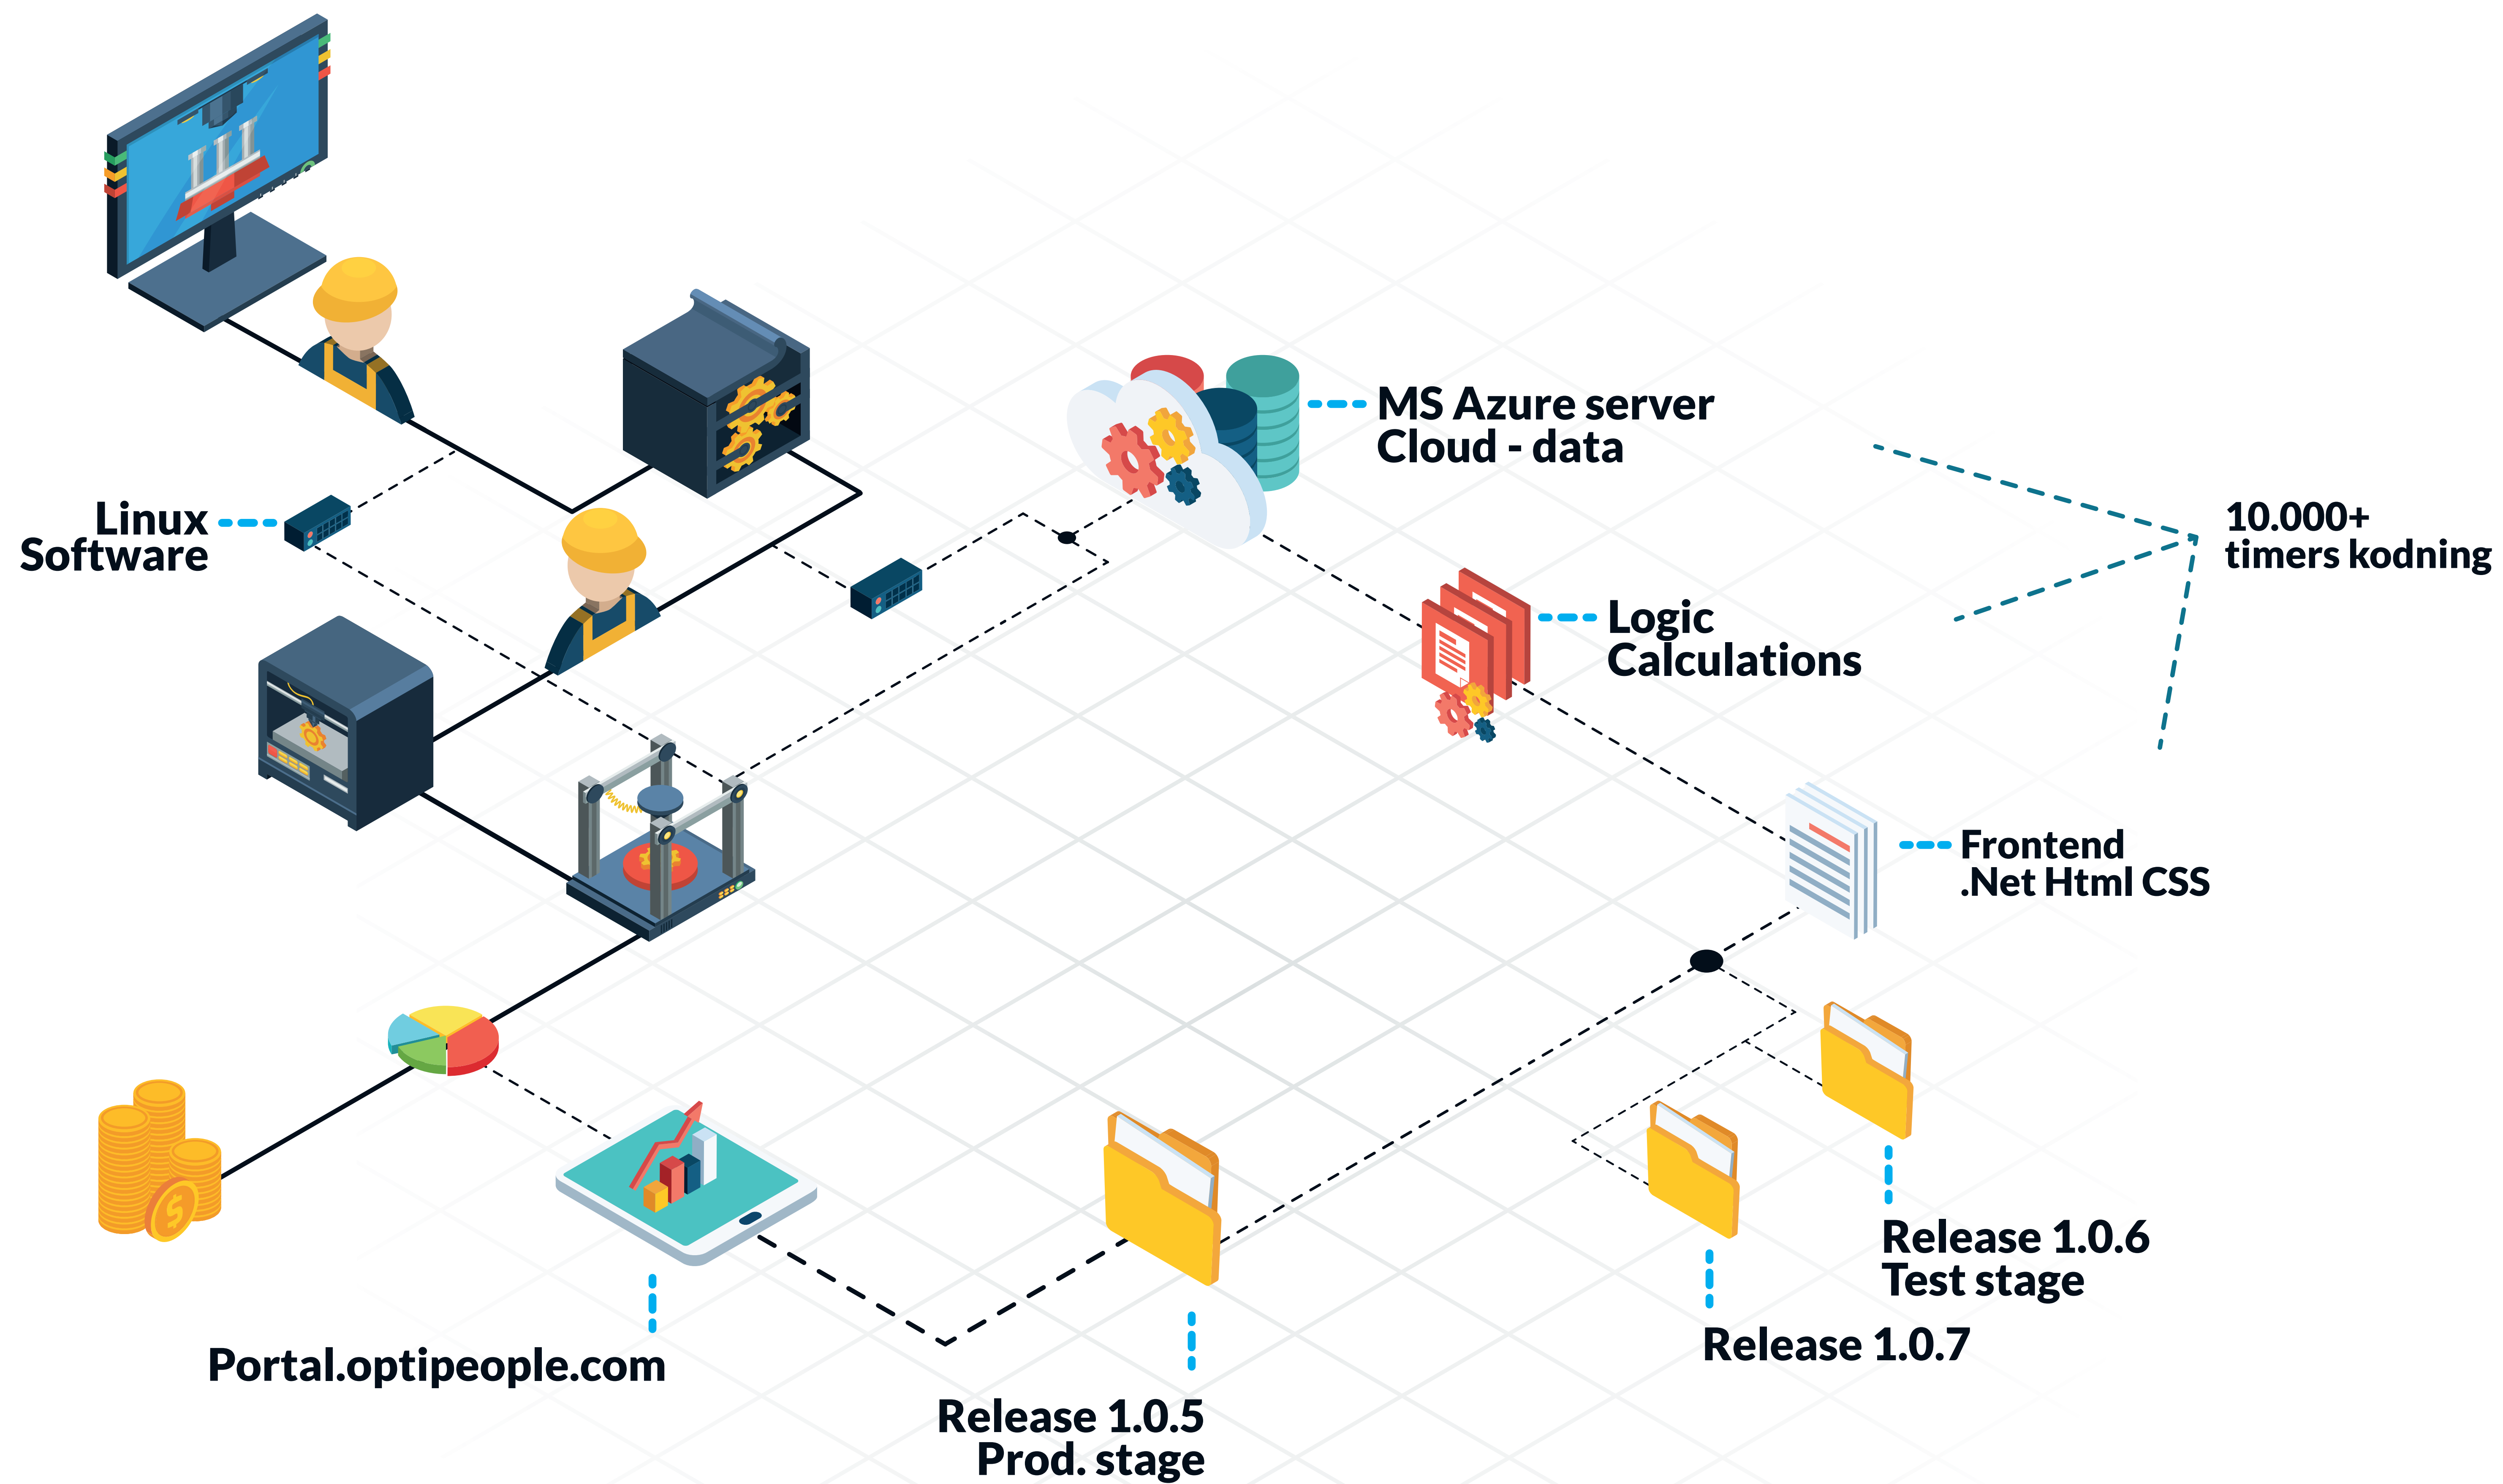 MS Azure server
Cloud - data
Linux
Software
10.000+
timers kodning
Logic
Calculations
Frontend
.Net Html CSS
Release 1.0.6
Test stage
Release 1.0.7
Portal.optipeople.com
Release 1.0.5
Prod. stage